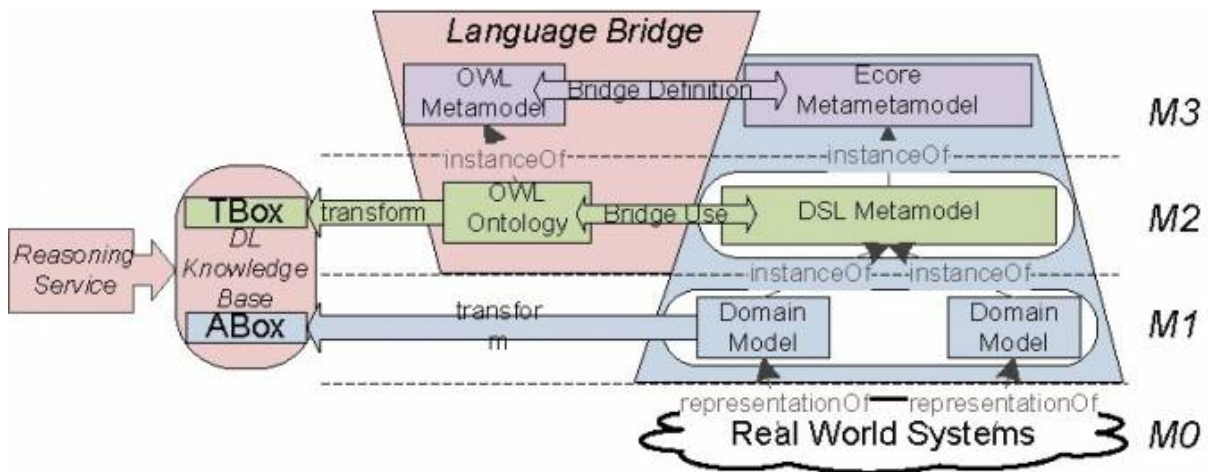 Language Bridge
OWL
Metamodel
Bridge Definition
Ecore
Metametamodel
M3
instanceOf
instanceOf
TBox
transform
OWL
Ontology
Bridge Use
DSL Metamodel
M2
Reasoning
Service
DL
Knowledge
Base
instanceOf
instanceOf
ABox
transfor
m
Domain
Model
Domain
Model
M1
representationOf
representationOf
Real World Systems
M0